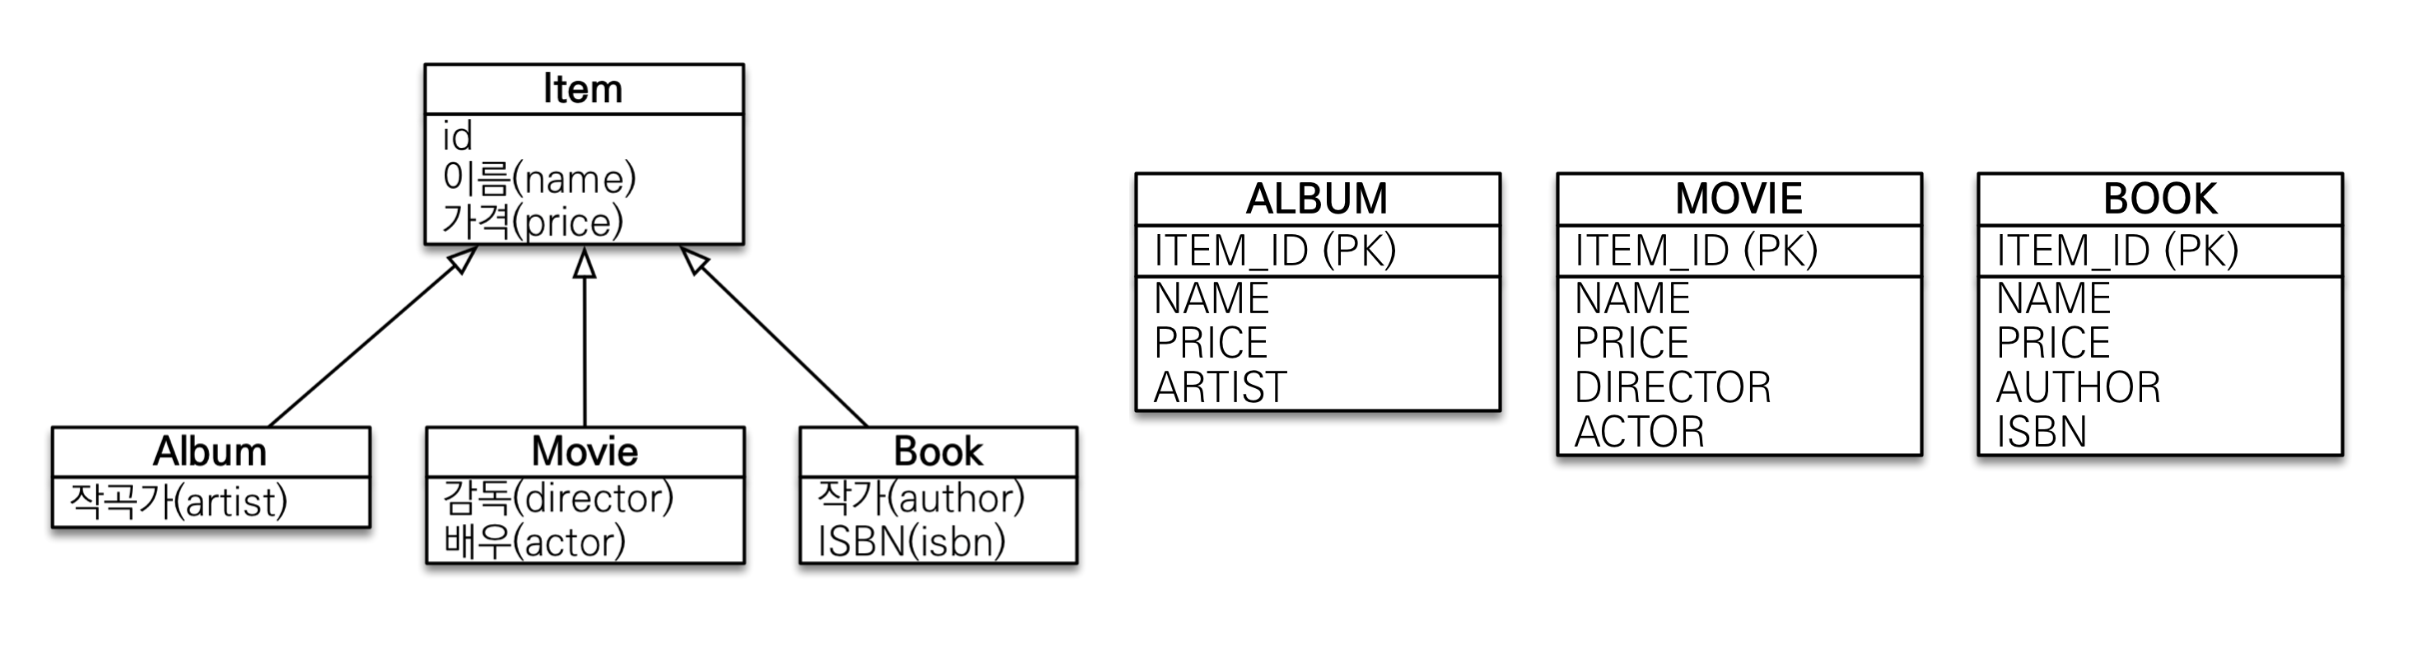 Item
id
이름(name)
가격(price)
Album
작곡가(artist)
Movie
감독(director)
배우(actor)
Book
작가(author)
ISBN(isbn)
ALBUM
ITEM_ID (PK)
NAME
PRICE
ARTIST
MOVIE
ITEM_ID (PK)
NAME
PRICE
DIRECTOR
ACTOR
BOOK
ITEM_ID (PK)
NAME
PRICE
AUTHOR
ISBN